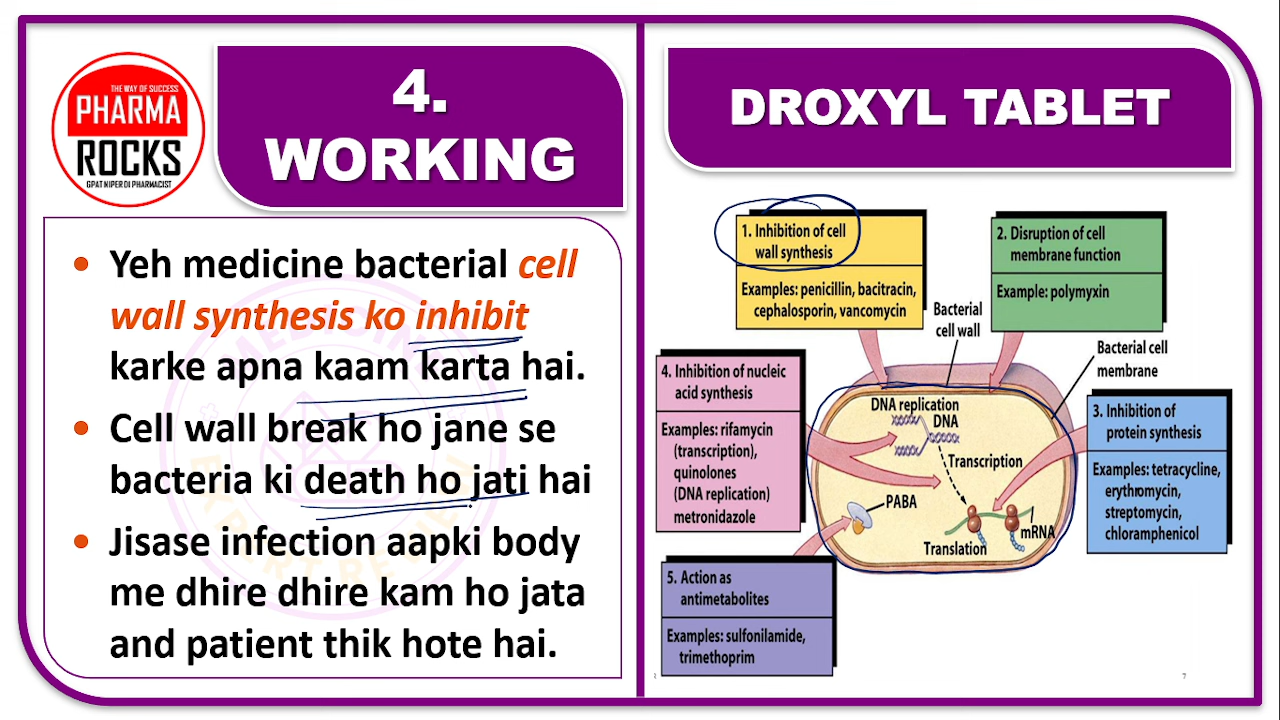 THE WAY OF SUCCESS
PHARMA
ROCKS
GPAT NIPER DI PHARMACIST
4.
WORKING
• Yeh medicine bacterial cell
wall synthesis ko inhibit
karke apna kaam karta hai.
• Cell wall break ho jane se
bacteria ki death ho jati hai
• Jisase infection aapki body
me dhire dhire kam ho jata
and patient thik hote hai.
DROXYL TABLET
1. Inhibition of cell
wall synthesis
Examples: penicillin, bacitracin,
cephalosporin, vancomycin
2. Disruption of cell
membrane function
Example: polymyxin
Bacterial
cell wall
Bacterial cell
membrane
4. Inhibition of nucleic
acid synthesis
Examples: rifamycin
(transcription),
quinolones
(DNA replication)
metronidazole
DNA replication
DNA
Transcription
PABA
mRNA
Translation
3. Inhibition of
protein synthesis
Examples: tetracycline,
erythromycin,
streptomycin,
chloramphenicol
5. Action as
antimetabolites
Examples: sulfonilamide,
trimethoprim
7